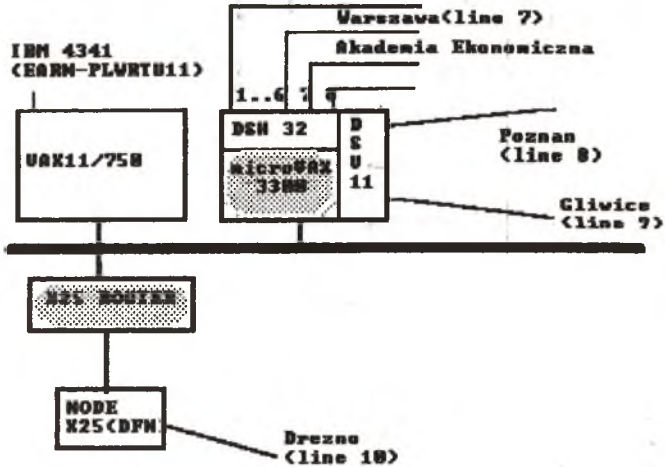 Warszawa(line 7)
Akademia Ekonomiczna
IBM 4341
(EARN-PLWRTU11)
1..6 7 8
DSH 32
D
S
V
11
VAX11/750
microVAX
3300
Poznan
(line 8)
Gliwice
(line 9)
X25 ROUTER
NODE
X25(DFN
Drezno
(line 10)